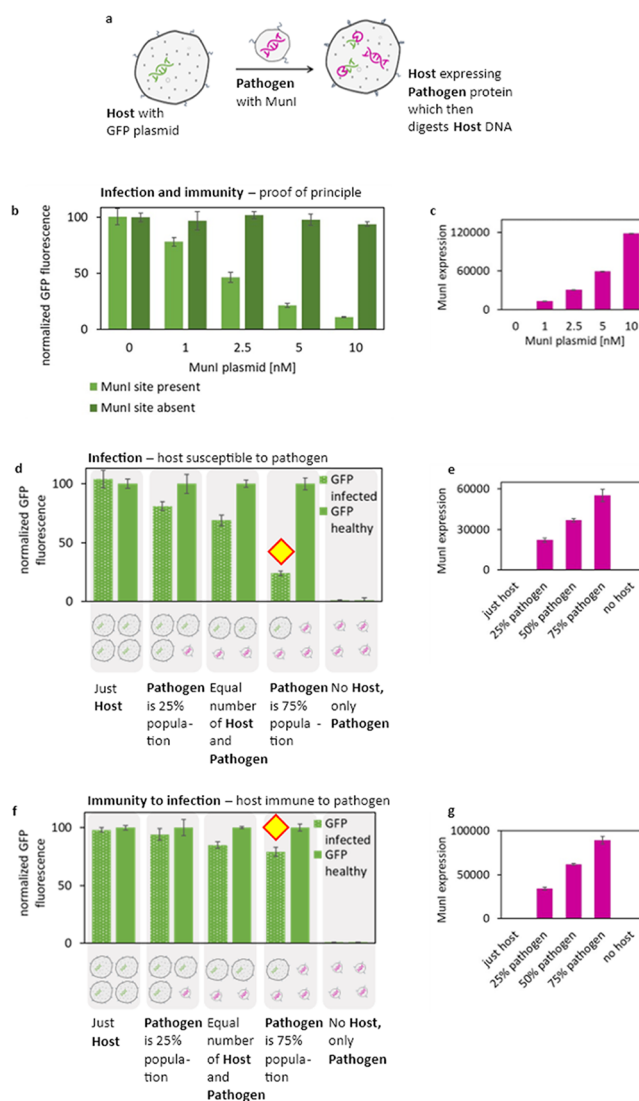 a
Host with
GFP plasmid
Pathogen
with MunI
Host expressing
Pathogen protein
which then
digests Host DNA
b
Infection and immunity – proof of principle
normalized GFP fluorescence
100
50
0
0 1 2.5 5 10
MunI plasmid [nM]
MunI site present
MunI site absent
c
MunI expression
120000
60000
0
0 1 2.5 5 10
MunI plasmid [nM]
d
Infection – host susceptible to pathogen
normalized GFP
fluorescence
100
50
0
GFP
infected
GFP
healthy
Just
Host
Pathogen
is 25%
popula-
tion
Equal
number
of Host
and
Pathogen
Pathogen
is 75%
popula-
tion
No Host,
only
Pathogen
e
MunI expression
60000
30000
0
just host
25% pathogen
50% pathogen
75% pathogen
no host
f
Immunity to infection – host immune to pathogen
normalized GFP
fluorescence
100
50
0
GFP
infected
GFP
healthy
Just
Host
Pathogen
is 25%
popula-
tion
Equal
number
of Host
and
Pathogen
Pathogen
is 75%
popula-
tion
No Host,
only
Pathogen
g
MunI expression
100000
50000
0
just host
25% pathogen
50% pathogen
75% pathogen
no host